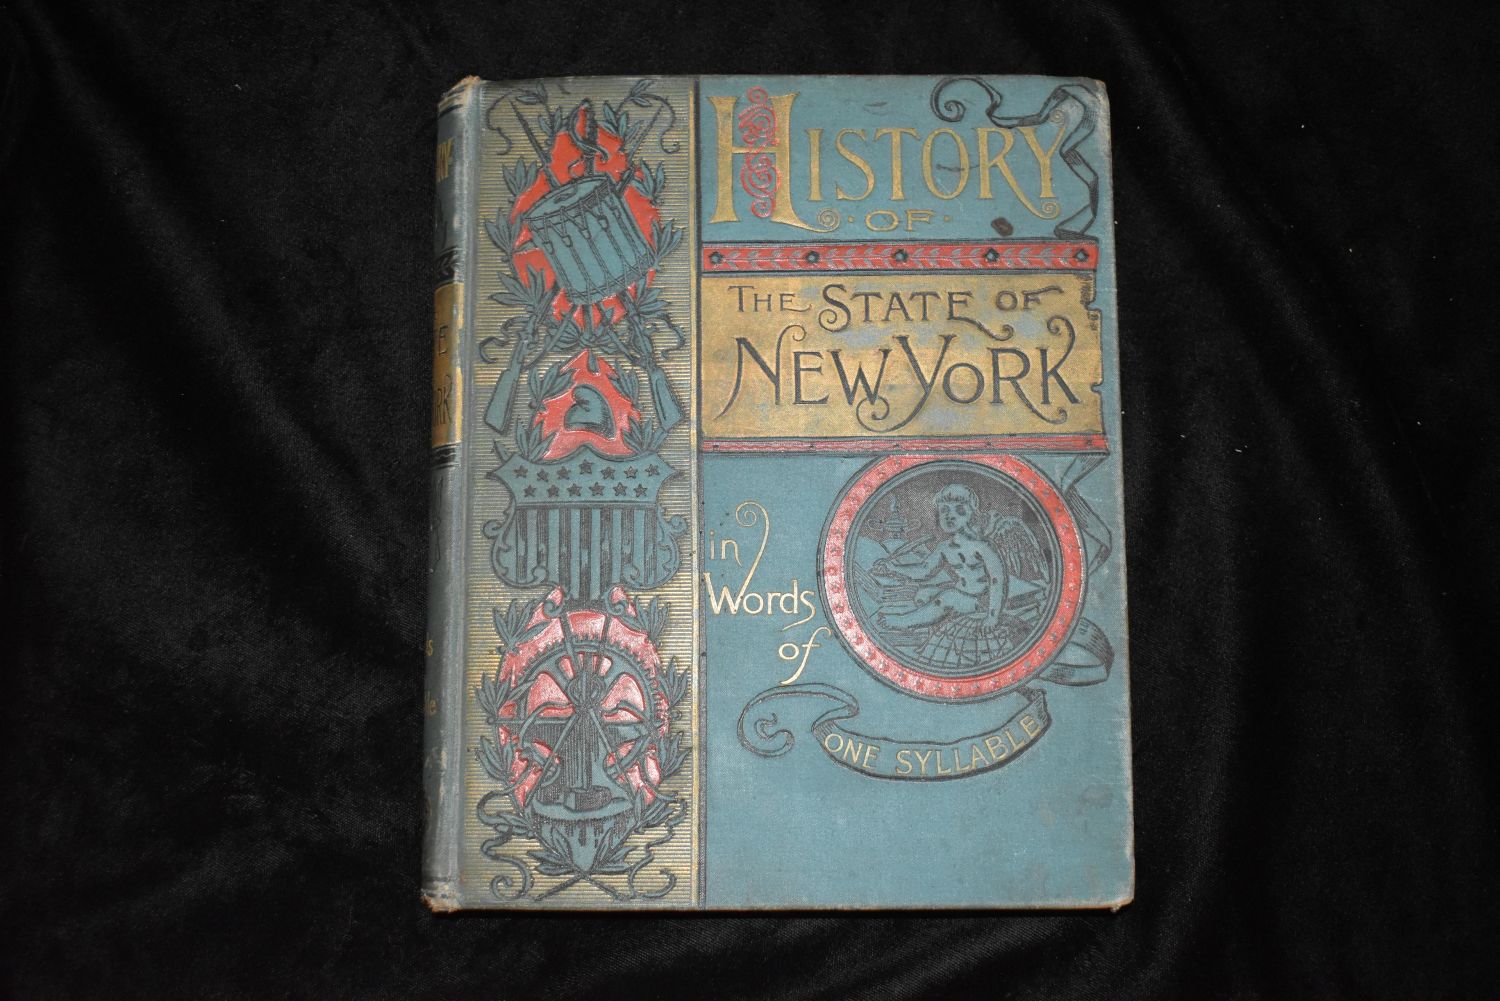 HISTORY
· OF ·
THE STATE OF
NEW YORK
in
Words
of
ONE SYLLABLE